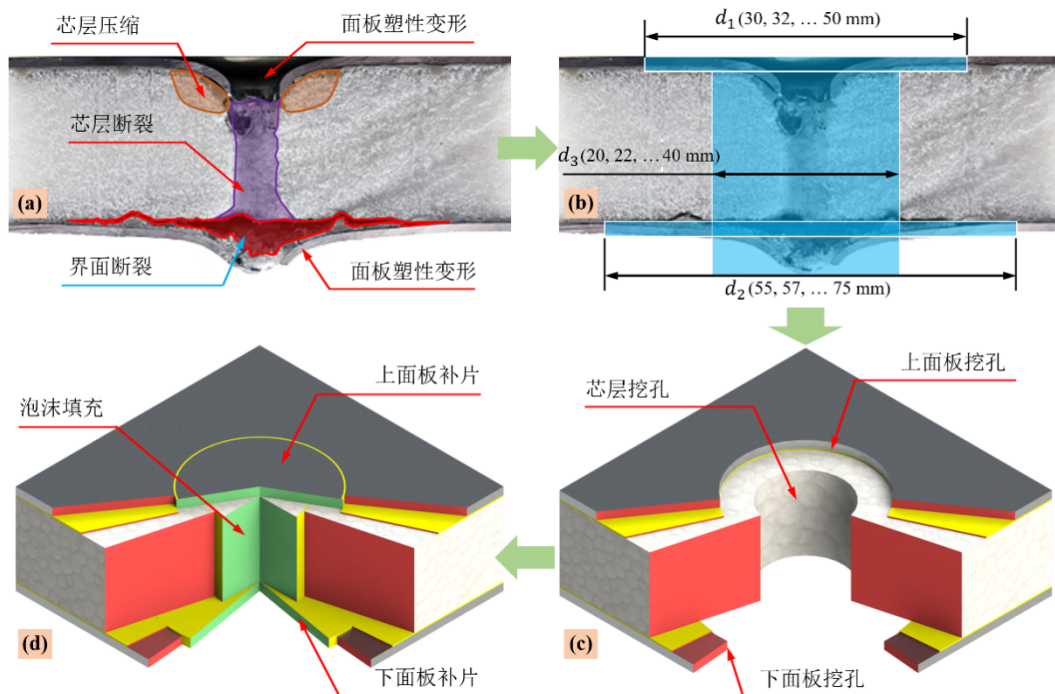 芯层压缩
面板塑性变形
芯层断裂
(a)
界面断裂
面板塑性变形
d₁(30, 32, … 50 mm)
d₃(20, 22, … 40 mm)
(b)
d₂(55, 57, … 75 mm)
上面板补片
泡沫填充
(d)
下面板补片
上面板挖孔
芯层挖孔
(c)
下面板挖孔